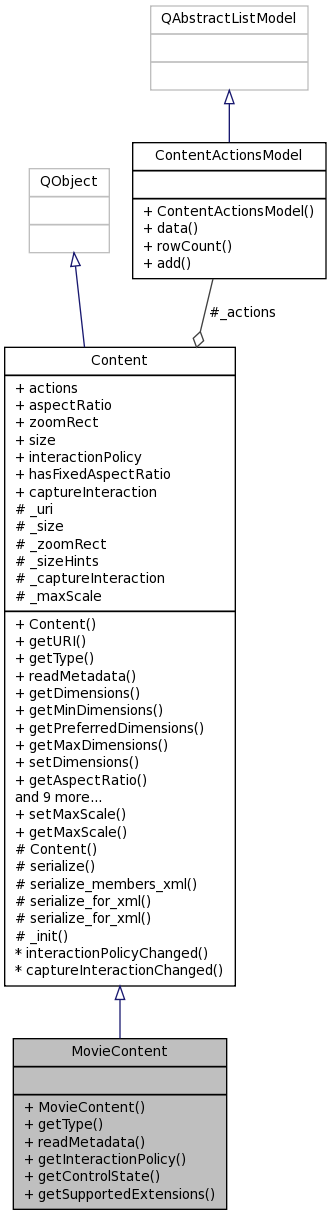 QAbstractListModel
ContentActionsModel
+ ContentActionsModel()
+ data()
+ rowCount()
+ add()
QObject
#_actions
Content
+ actions
+ aspectRatio
+ zoomRect
+ size
+ interactionPolicy
+ hasFixedAspectRatio
+ captureInteraction
# _uri
# _size
# _zoomRect
# _sizeHints
# _captureInteraction
# _maxScale
+ Content()
+ getURI()
+ getType()
+ readMetadata()
+ getDimensions()
+ getMinDimensions()
+ getPreferredDimensions()
+ getMaxDimensions()
+ setDimensions()
+ getAspectRatio()
and 9 more...
+ setMaxScale()
+ getMaxScale()
# Content()
# serialize()
# serialize_members_xml()
# serialize_for_xml()
# serialize_for_xml()
# _init()
* interactionPolicyChanged()
* captureInteractionChanged()
MovieContent
+ MovieContent()
+ getType()
+ readMetadata()
+ getInteractionPolicy()
+ getControlState()
+ getSupportedExtensions()